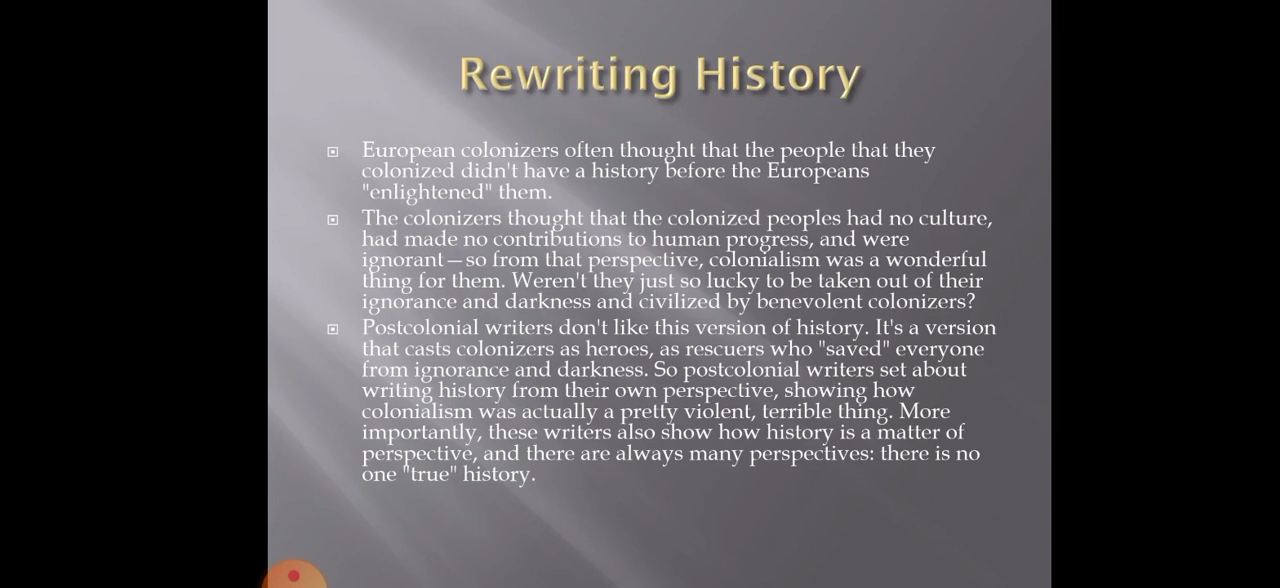 Rewriting History
European colonizers often thought that the people that they
colonized didn't have a history before the Europeans
"enlightened" them.
The colonizers thought that the colonized peoples had no culture,
had made no contributions to human progress, and were
ignorant—so from that perspective, colonialism was a wonderful
thing for them. Weren't they just so lucky to be taken out of their
ignorance and darkness and civilized by benevolent colonizers?
Postcolonial writers don't like this version of history. It's a version
that casts colonizers as heroes, as rescuers who "saved" everyone
from ignorance and darkness. So postcolonial writers set about
writing history from their own perspective, showing how
colonialism was actually a pretty violent, terrible thing. More
importantly, these writers also show how history is a matter of
perspective, and there are always many perspectives: there is no
one "true" history.